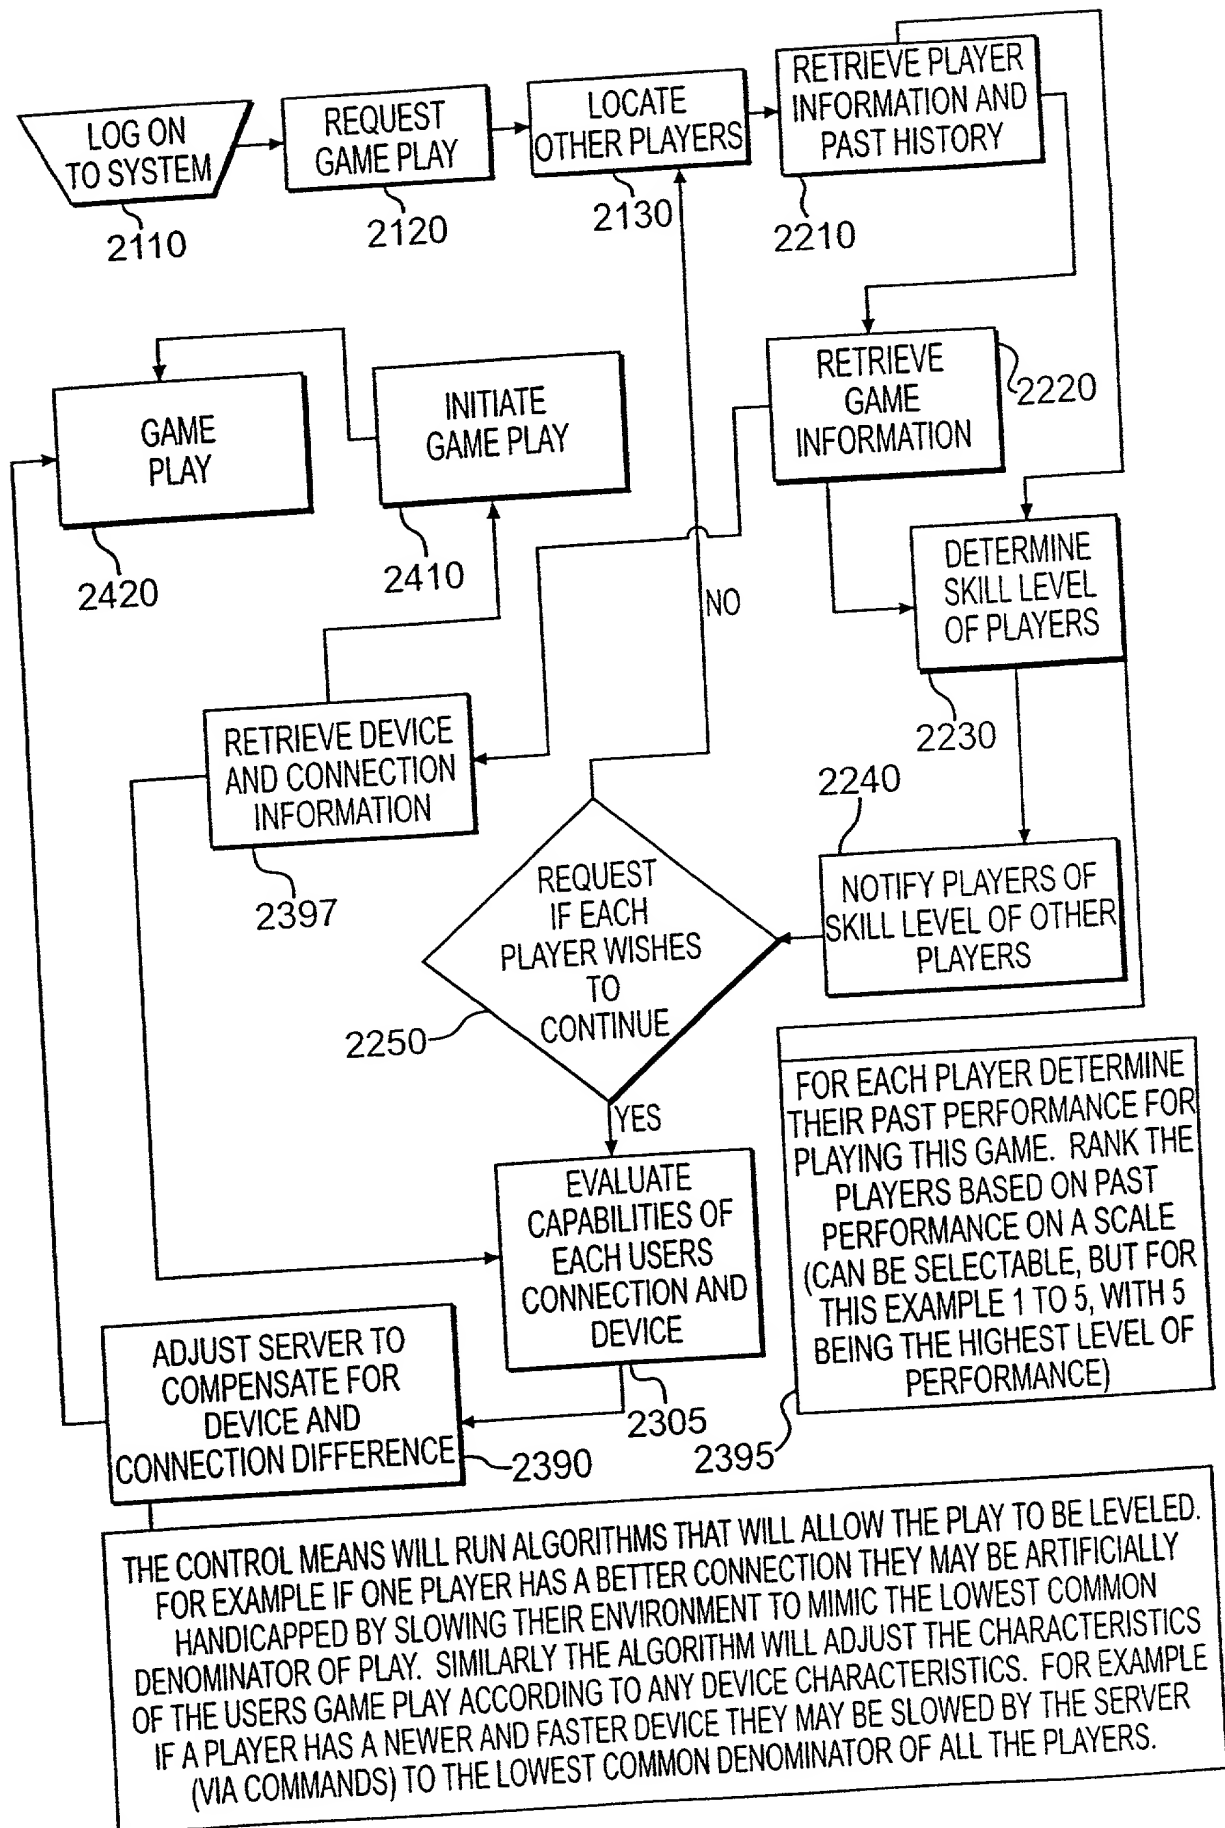 LOG ON
TO SYSTEM
2110
REQUEST
GAME PLAY
2120
LOCATE
OTHER PLAYERS
2130
RETRIEVE PLAYER
INFORMATION AND
PAST HISTORY
2210
RETRIEVE
GAME
INFORMATION
2220
GAME
PLAY
2420
INITIATE
GAME PLAY
2410
NO
DETERMINE
SKILL LEVEL
OF PLAYERS
2230
RETRIEVE DEVICE
AND CONNECTION
INFORMATION
2397
2240
NOTIFY PLAYERS OF
SKILL LEVEL OF OTHER
PLAYERS
REQUEST
IF EACH
PLAYER WISHES
TO
CONTINUE
2250
YES
FOR EACH PLAYER DETERMINE
THEIR PAST PERFORMANCE FOR
PLAYING THIS GAME. RANK THE
PLAYERS BASED ON PAST
PERFORMANCE ON A SCALE
(CAN BE SELECTABLE, BUT FOR
THIS EXAMPLE 1 TO 5, WITH 5
BEING THE HIGHEST LEVEL OF
PERFORMANCE)
2395
EVALUATE
CAPABILITIES OF
EACH USERS
CONNECTION AND
DEVICE
2305
ADJUST SERVER TO
COMPENSATE FOR
DEVICE AND
CONNECTION DIFFERENCE
2390
THE CONTROL MEANS WILL RUN ALGORITHMS THAT WILL ALLOW THE PLAY TO BE LEVELED.
FOR EXAMPLE IF ONE PLAYER HAS A BETTER CONNECTION THEY MAY BE ARTIFICIALLY
HANDICAPPED BY SLOWING THEIR ENVIRONMENT TO MIMIC THE LOWEST COMMON
DENOMINATOR OF PLAY. SIMILARLY THE ALGORITHM WILL ADJUST THE CHARACTERISTICS
OF THE USERS GAME PLAY ACCORDING TO ANY DEVICE CHARACTERISTICS. FOR EXAMPLE
IF A PLAYER HAS A NEWER AND FASTER DEVICE THEY MAY BE SLOWED BY THE SERVER
(VIA COMMANDS) TO THE LOWEST COMMON DENOMINATOR OF ALL THE PLAYERS.